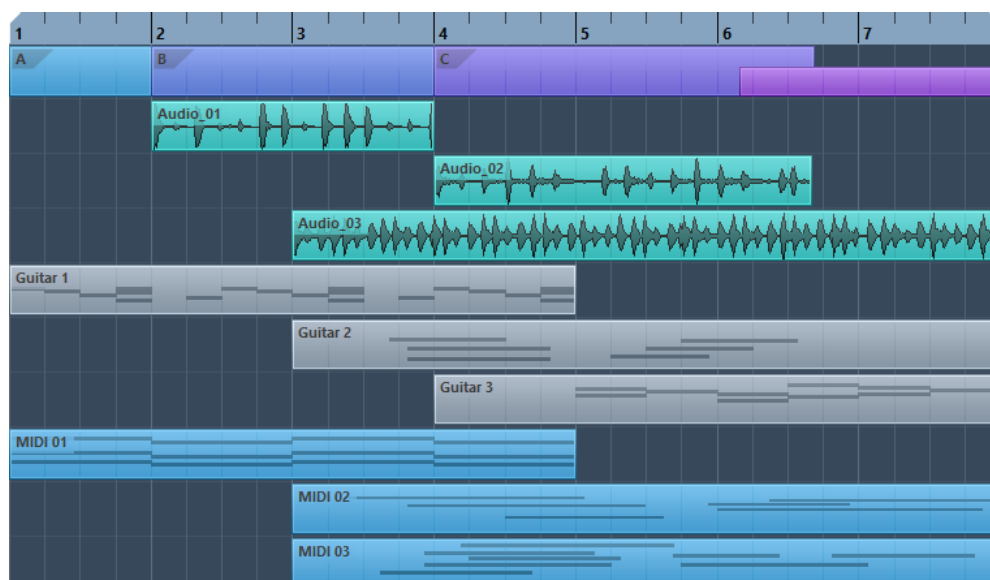 1 2 3 4 5 6 7
A B C
Audio_01
Audio_02
Audio_03
Guitar 1
Guitar 2
Guitar 3
MIDI 01
MIDI 02
MIDI 03